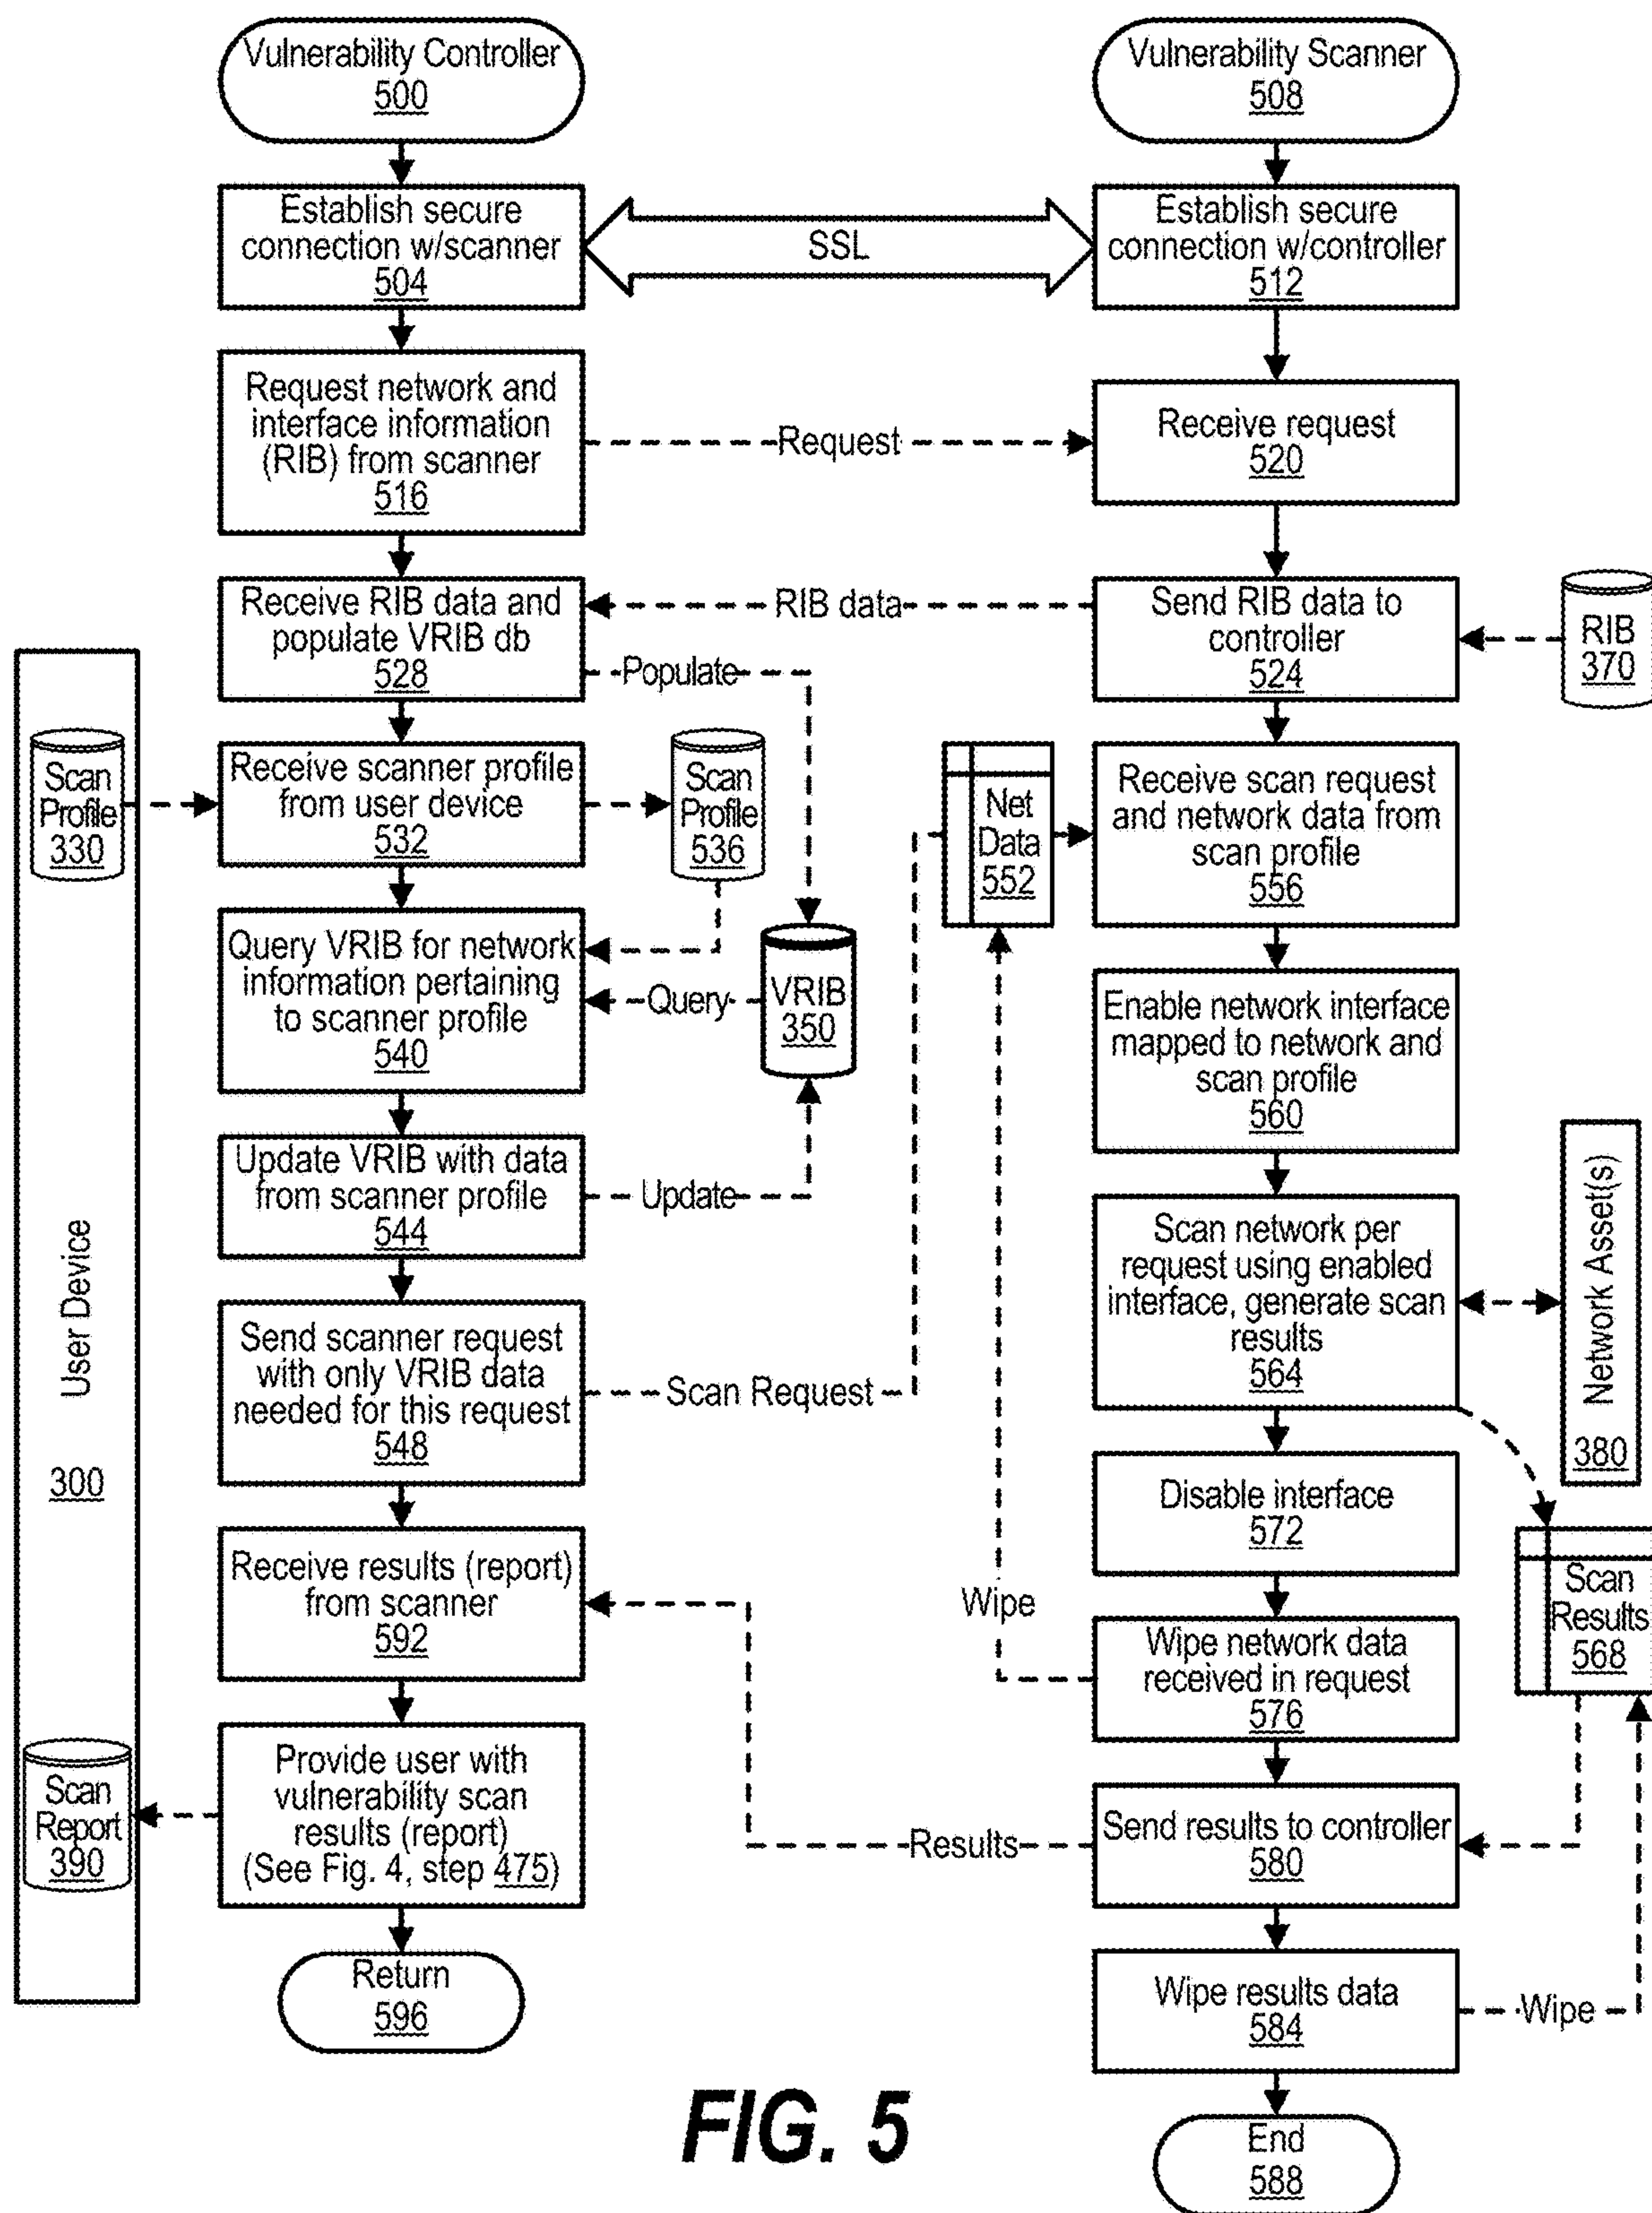 Vulnerability Controller
500
Vulnerability Scanner
508
Establish secure
connection w/scanner
504
SSL
Establish secure
connection w/controller
512
Request network and
interface information
(RIB) from scanner
516
Request
Receive request
520
Receive RIB data and
populate VRIB db
528
RIB data
Populate
Send RIB data to
controller
524
RIB
370
User Device
300
Scan
Profile
330
Receive scanner profile
from user device
532
Scan
Profile
536
Net
Data
552
Receive scan request
and network data from
scan profile
556
Query VRIB for network
information pertaining
to scanner profile
540
Query
VRIB
350
Enable network interface
mapped to network and
scan profile
560
Update VRIB with data
from scanner profile
544
Update
Scan network per
request using enabled
interface, generate scan
results
564
Network Asset(s)
380
Send scanner request
with only VRIB data
needed for this request
548
Scan Request
Disable interface
572
Receive results (report)
from scanner
592
Wipe
Wipe network data
received in request
576
Scan
Results
568
Scan
Report
390
Provide user with
vulnerability scan
results (report)
(See Fig. 4, step 475)
Results
Send results to controller
580
Return
596
Wipe results data
584
Wipe
End
588
FIG. 5